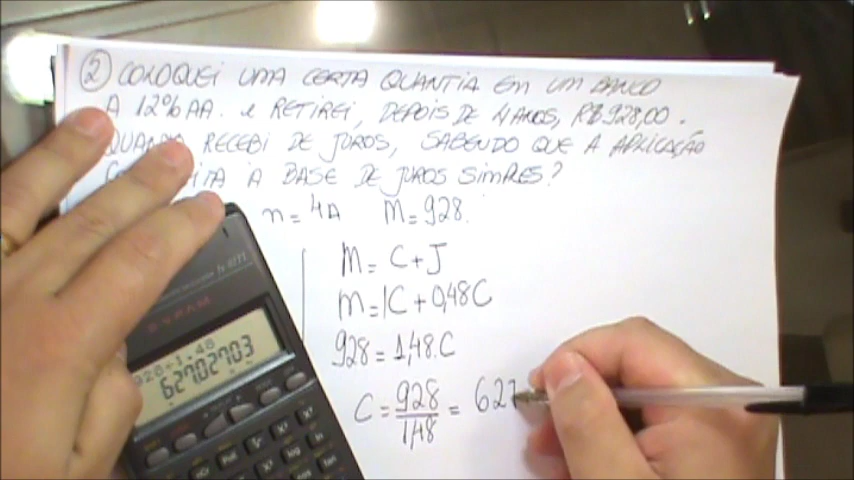 2 COLOQUEI UMA CERTA QUANTIA EM UM BANCO
A 12% AA. e RETIREI, DEPOIS DE 4 ANOS, R$ 928,00.
RECEBI DE JUROS, SABENDO QUE A APLICAÇÃO
A BASE DE JUROS SIMPLES?
n = 4A M = 928.
M = C + J
M = 1C + 0,48C
928 = 1,48.C
C = 928/1,48 = 627
928÷1.48
627.02703